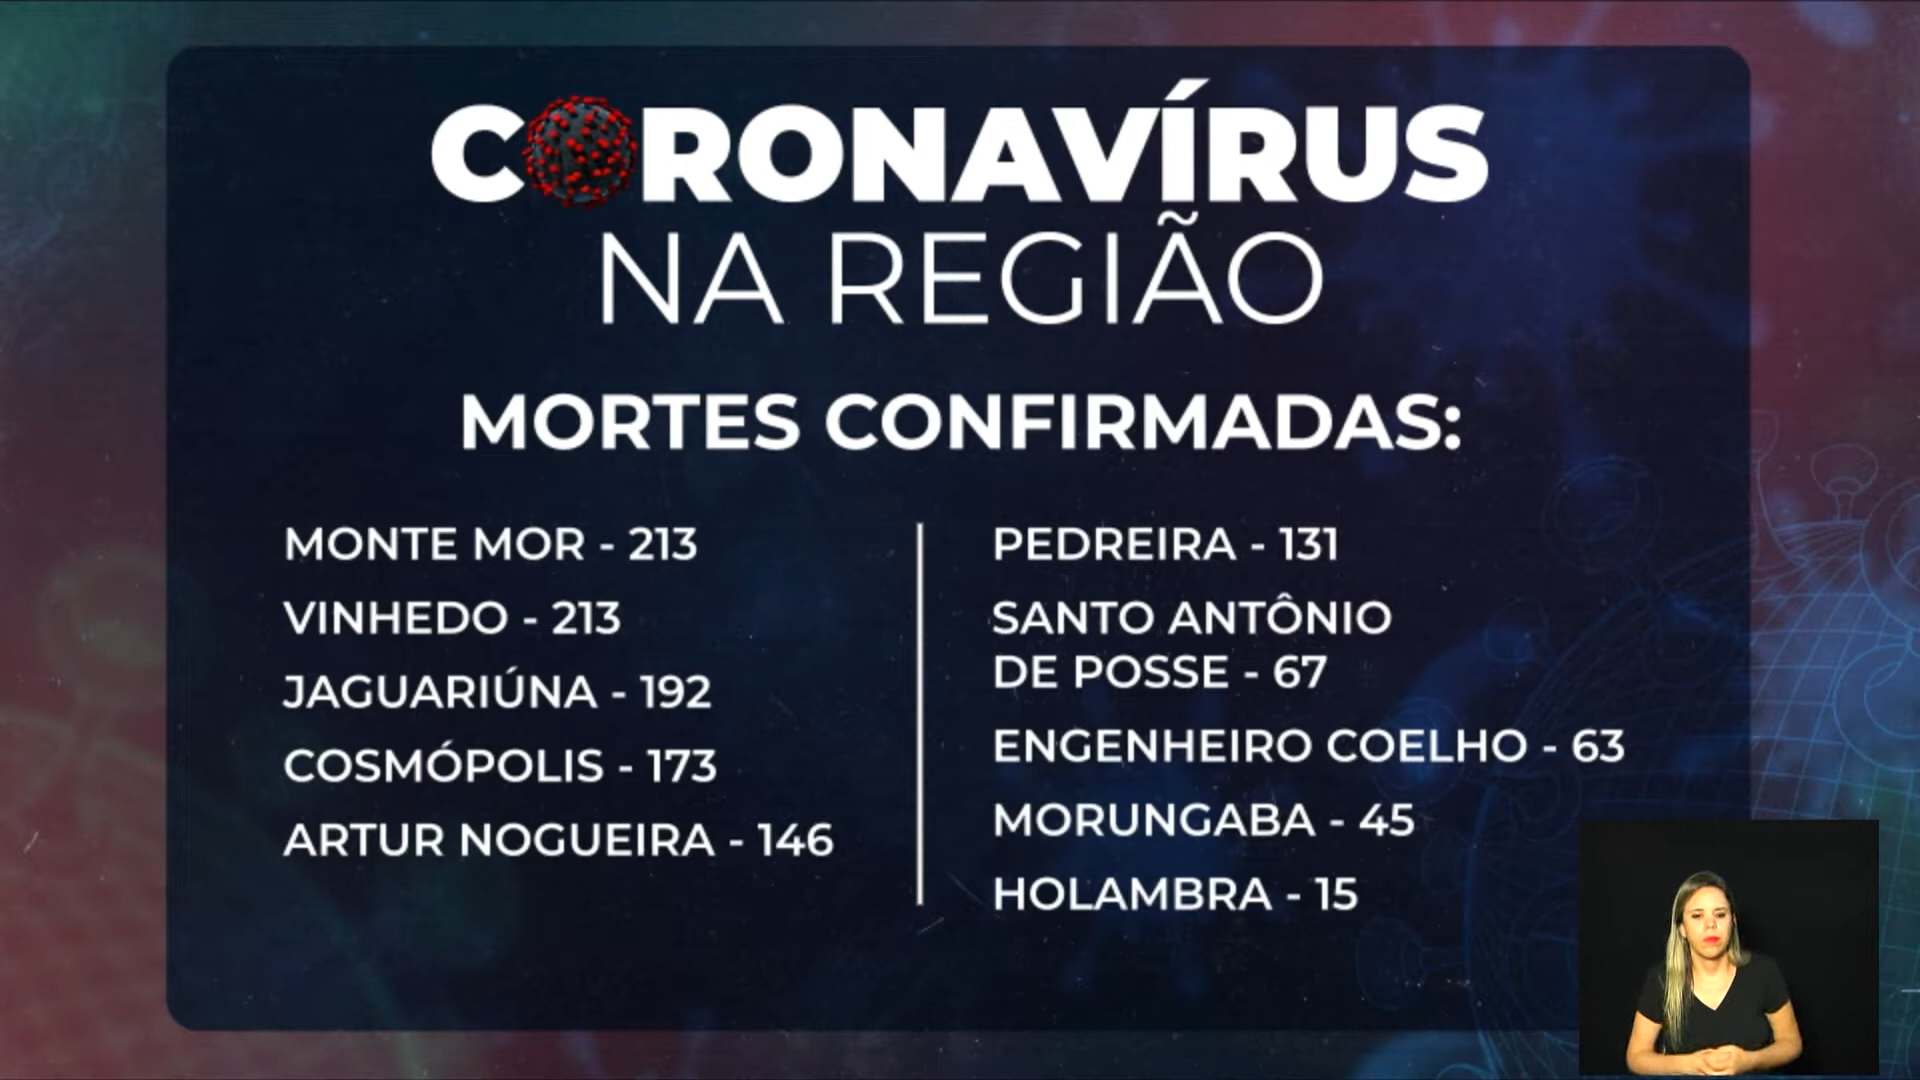 CORONAVÍRUS
NA REGIÃO
MORTES CONFIRMADAS:
MONTE MOR - 213
VINHEDO - 213
JAGUARIÚNA - 192
COSMÓPOLIS - 173
ARTUR NOGUEIRA - 146
PEDREIRA - 131
SANTO ANTÔNIO
DE POSSE - 67
ENGENHEIRO COELHO - 63
MORUNGABA - 45
HOLAMBRA - 15